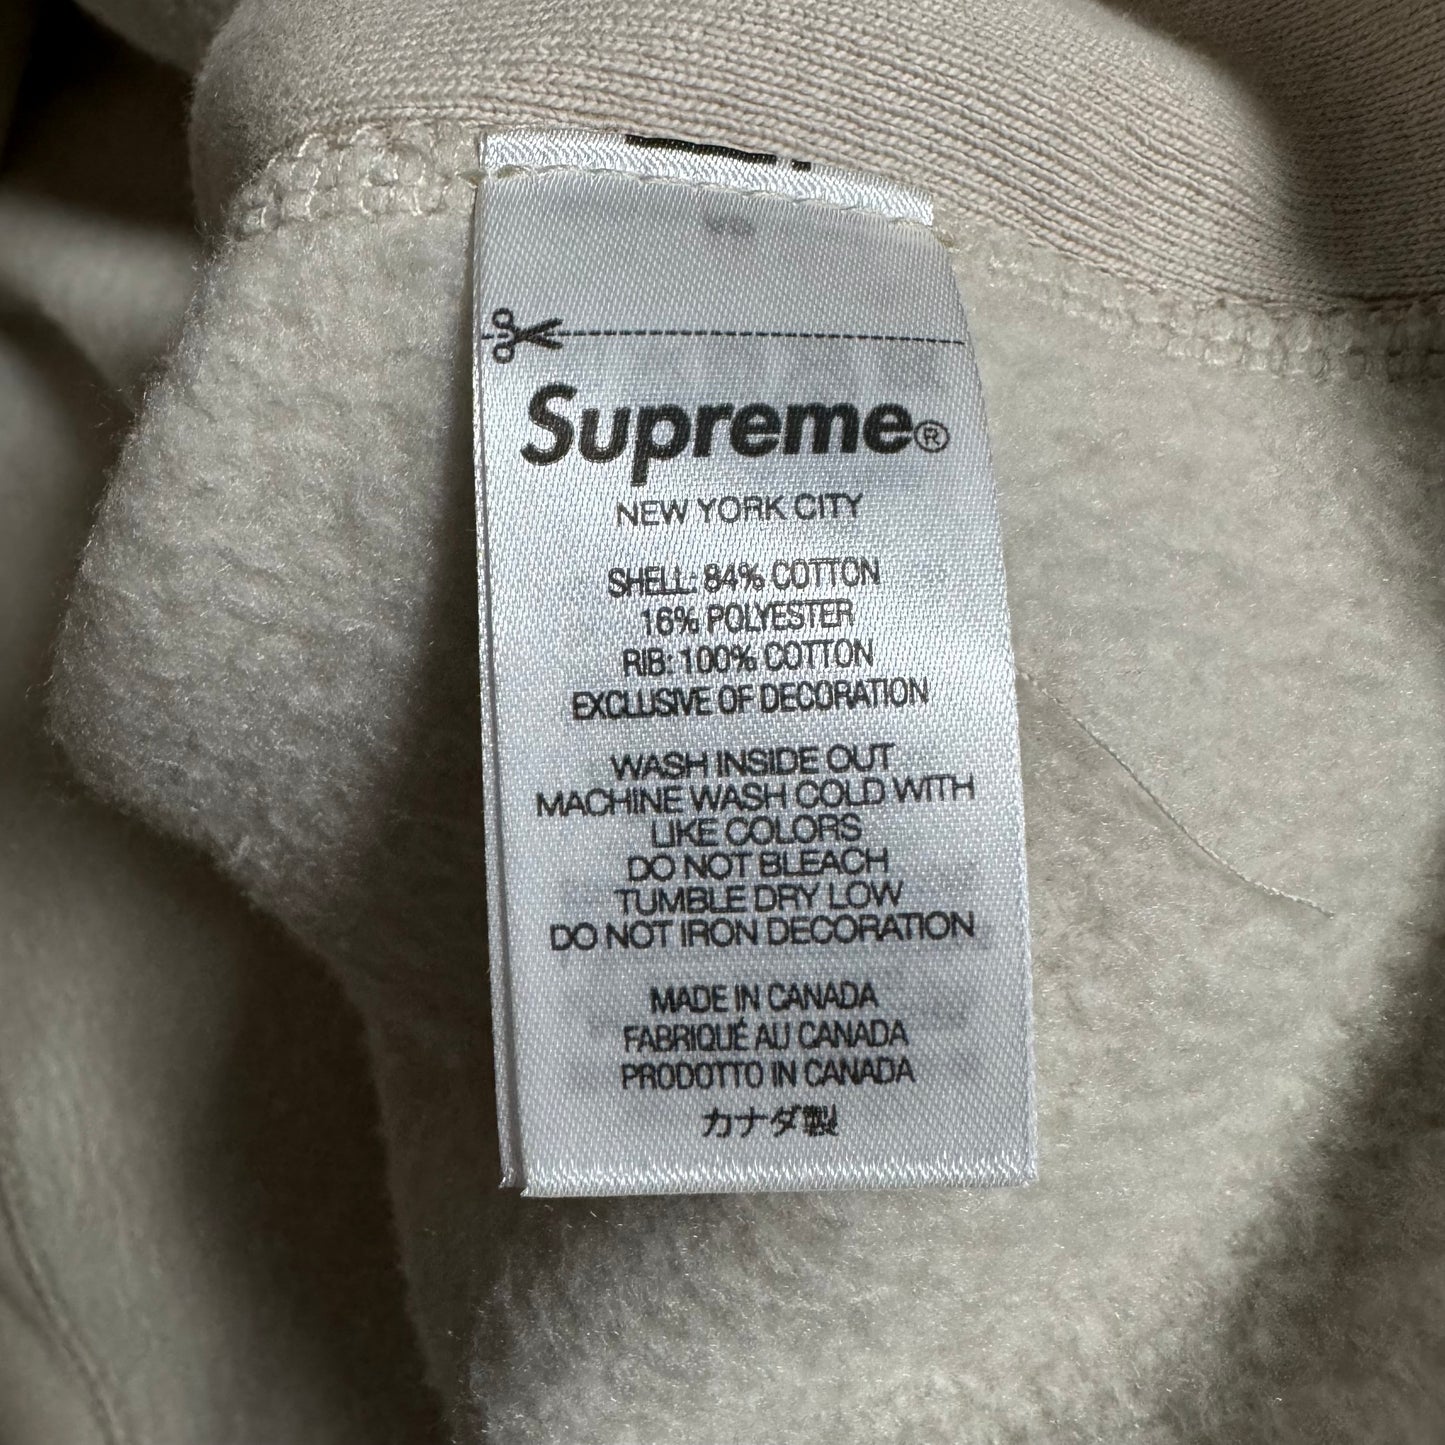 Supreme®
NEW YORK CITY
SHELL: 84% COTTON
16% POLYESTER
RIB: 100% COTTON
EXCLUSIVE OF DECORATION
WASH INSIDE OUT
MACHINE WASH COLD WITH
LIKE COLORS
DO NOT BLEACH
TUMBLE DRY LOW
DO NOT IRON DECORATION
MADE IN CANADA
FABRIQUÉ AU CANADA
PRODOTTO IN CANADA
カナダ製